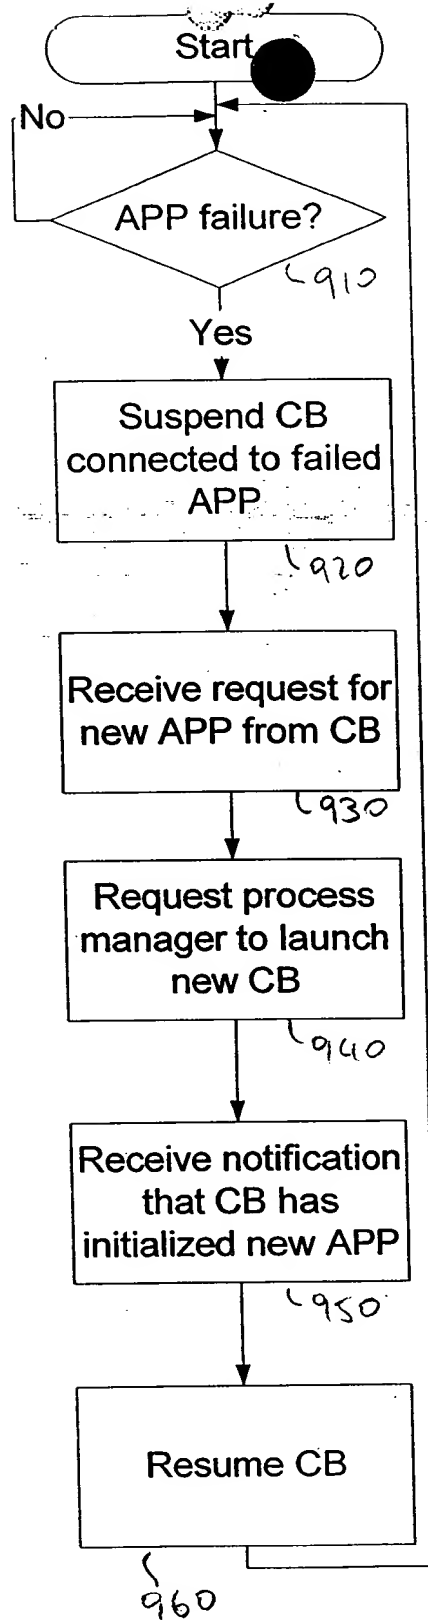 Start
No
APP failure?
910
Yes
Suspend CB
connected to failed
APP
920
Receive request for
new APP from CB
930
Request process
manager to launch
new CB
940
Receive notification
that CB has
initialized new APP
950
Resume CB
960